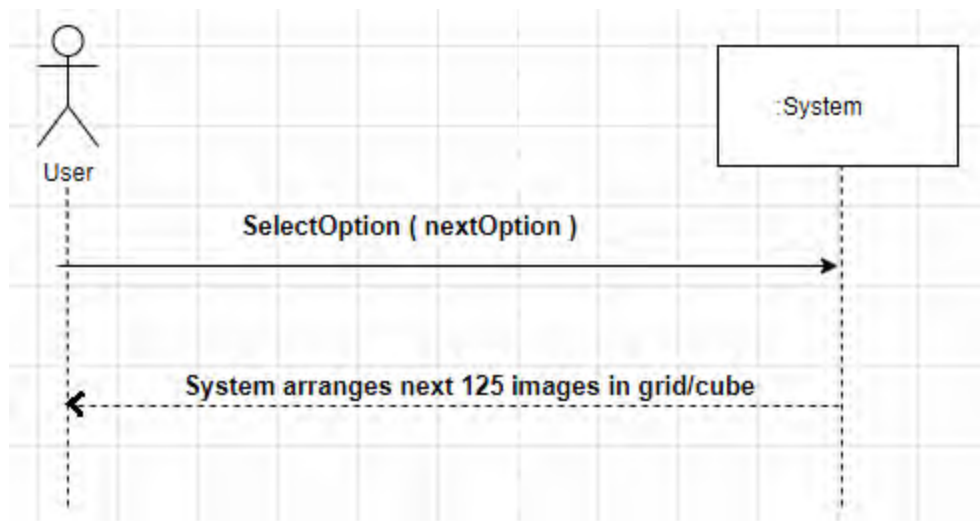 :System
User
SelectOption ( nextOption )
System arranges next 125 images in grid/cube